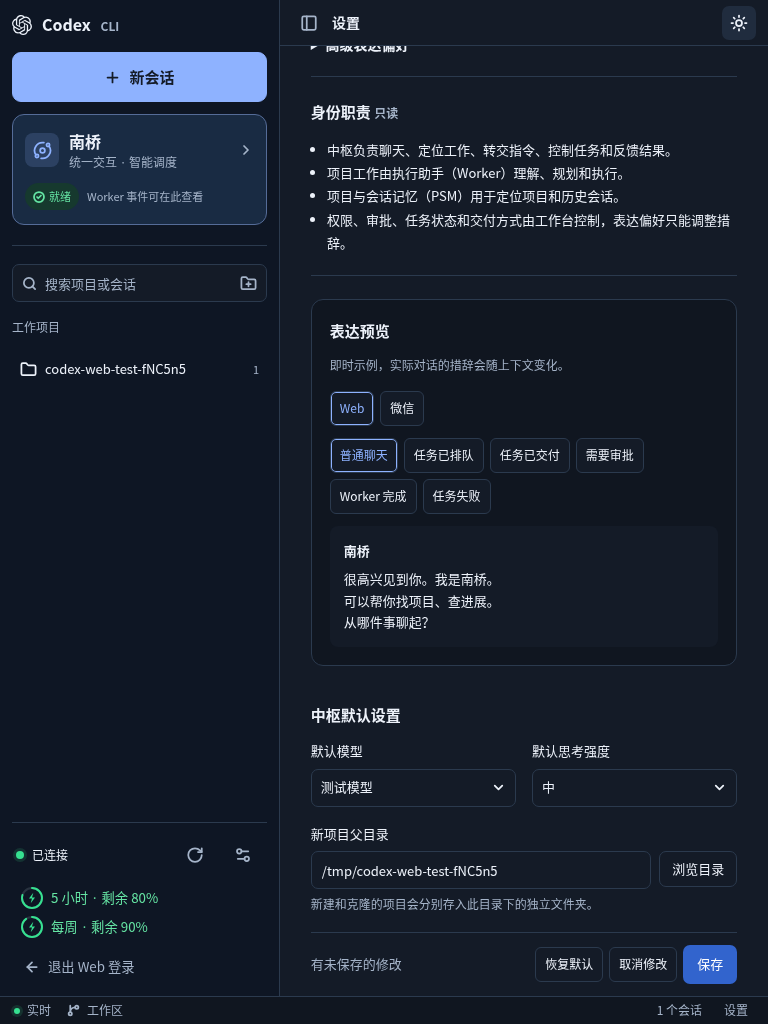 Codex CLI
新会话
南桥
统一交互 · 智能调度
就绪 Worker 事件可在此查看
搜索项目或会话
工作项目
codex-web-test-fNC5n5 1
已连接
5 小时 · 剩余 80%
每周 · 剩余 90%
退出 Web 登录
设置
高级表达偏好
身份职责 只读
中枢负责聊天、定位工作、转交指令、控制任务和反馈结果。
项目工作由执行助手（Worker）理解、规划和执行。
项目与会话记忆（PSM）用于定位项目和历史会话。
权限、审批、任务状态和交付方式由工作台控制，表达偏好只能调整措
辞。
表达预览
即时示例，实际对话的措辞会随上下文变化。
Web 微信
普通聊天 任务已排队 任务已交付 需要审批
Worker 完成 任务失败
南桥
很高兴见到你。我是南桥。
可以帮你找项目、查进展。
从哪件事聊起？
中枢默认设置
默认模型 默认思考强度
测试模型 中
新项目父目录
/tmp/codex-web-test-fNC5n5 浏览目录
新建和克隆的项目会分别存入此目录下的独立文件夹。
有未保存的修改 恢复默认 取消修改 保存
实时 工作区 1 个会话 设置